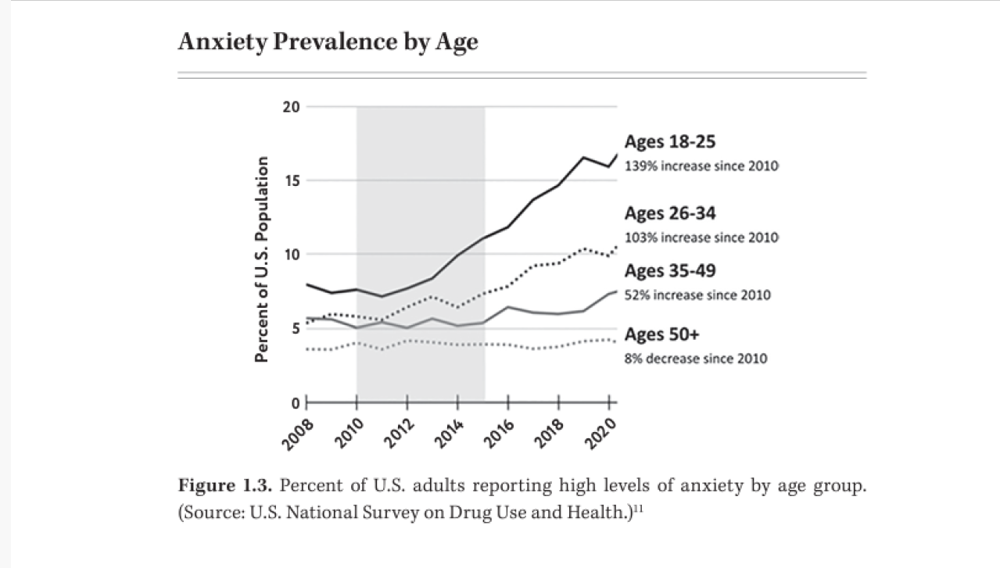 Anxiety Prevalence by Age
Percent of U.S. Population
20
15
10
5
0
2008
2010
2012
2014
2016
2018
2020
Ages 18-25
139% increase since 2010
Ages 26-34
103% increase since 2010
Ages 35-49
52% increase since 2010
Ages 50+
8% decrease since 2010
Figure 1.3. Percent of U.S. adults reporting high levels of anxiety by age group.
(Source: U.S. National Survey on Drug Use and Health.)¹¹